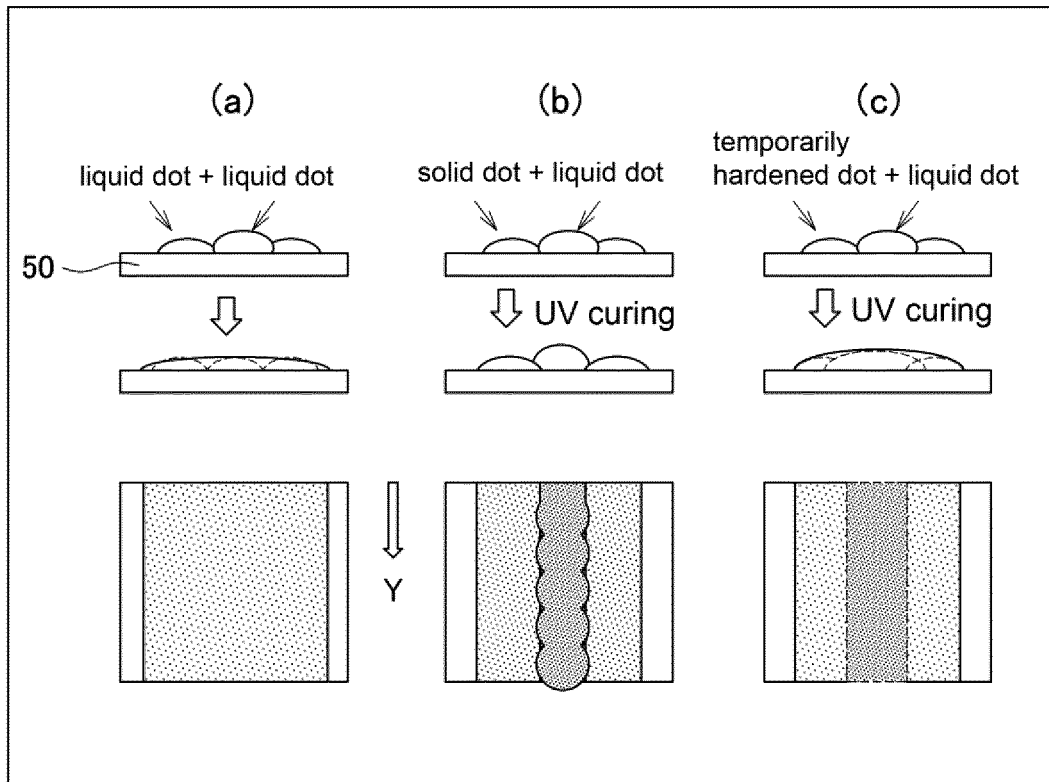 (a)
(b)
(c)
liquid dot + liquid dot
solid dot + liquid dot
temporarily
hardened dot + liquid dot
50
UV curing
UV curing
Y